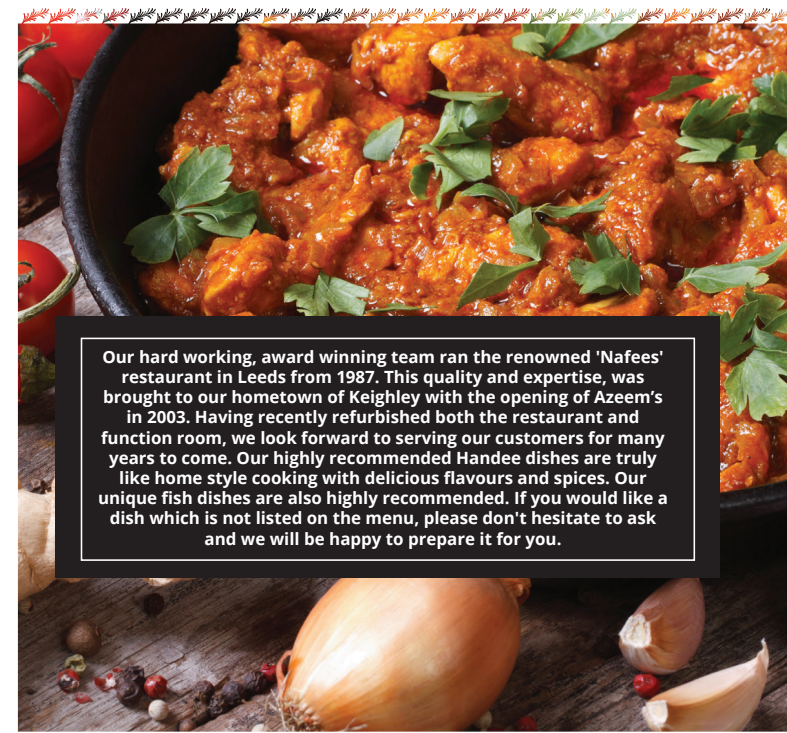 Our hard working, award winning team ran the renowned 'Nafees'
restaurant in Leeds from 1987. This quality and expertise, was
brought to our hometown of Keighley with the opening of Azeem’s
in 2003. Having recently refurbished both the restaurant and
function room, we look forward to serving our customers for many
years to come. Our highly recommended Handee dishes are truly
like home style cooking with delicious flavours and spices. Our
unique fish dishes are also highly recommended. If you would like a
dish which is not listed on the menu, please don't hesitate to ask
and we will be happy to prepare it for you.